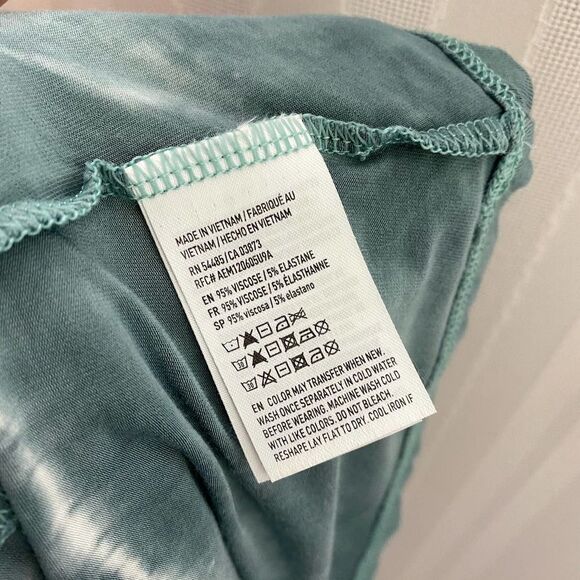 MADE IN VIETNAM / FABRIQUÉ AU
VIETNAM / HECHO EN VIETNAM
RN 54485 / CA 03873
RFC# AEM120605U9A
EN 95% VISCOSE / 5% ELASTANE
FR 95% VISCOSE / 5% ÉLASTHANNE
SP 95% viscosa / 5% elastano
EN COLOR MAY TRANSFER WHEN NEW.
WASH ONCE SEPARATELY IN COLD WATER
BEFORE WEARING. MACHINE WASH COLD
WITH LIKE COLORS. DO NOT BLEACH.
RESHAPE LAY FLAT TO DRY. COOL IRON IF